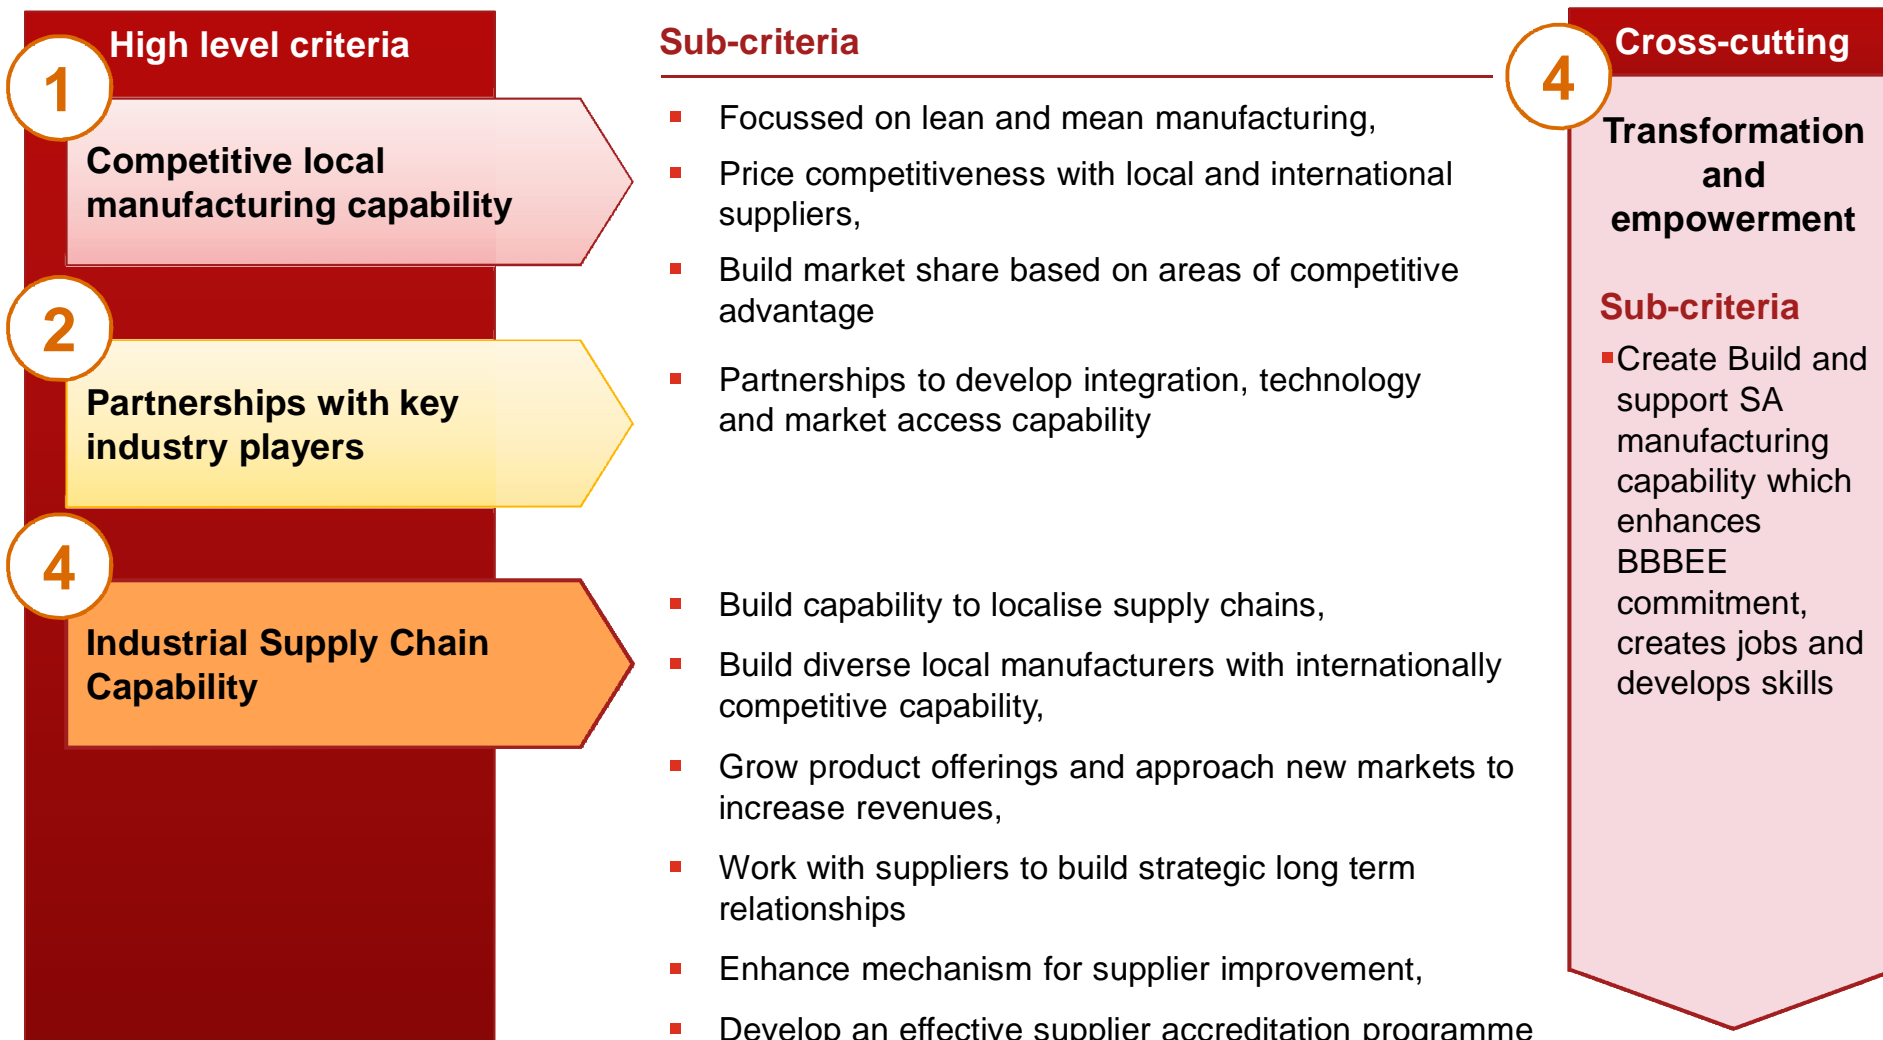 High level criteria
1
Competitive local
manufacturing capability
2
Partnerships with key
industry players
4
Industrial Supply Chain
Capability
Sub-criteria
Focussed on lean and mean manufacturing,
Price competitiveness with local and international
suppliers,
Build market share based on areas of competitive
advantage
Partnerships to develop integration, technology
and market access capability
Build capability to localise supply chains,
Build diverse local manufacturers with internationally
competitive capability,
Grow product offerings and approach new markets to
increase revenues,
Work with suppliers to build strategic long term
relationships
Enhance mechanism for supplier improvement,
Develop an effective supplier accreditation programme
4
Cross-cutting
Transformation
and
empowerment
Sub-criteria
Create Build and
support SA
manufacturing
capability which
enhances
BBBEE
commitment,
creates jobs and
develops skills